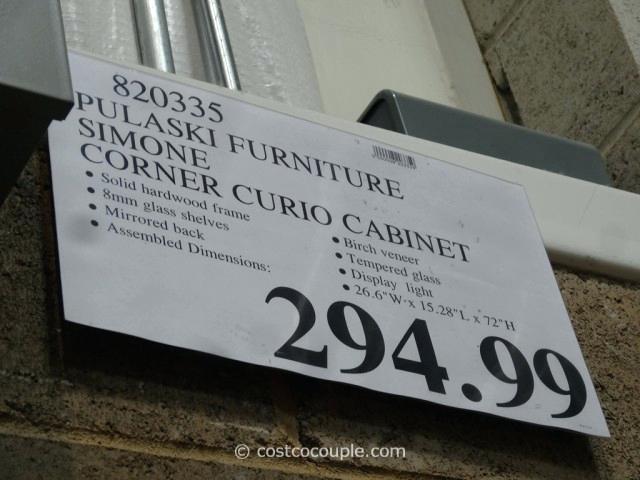 820335
PULASKI FURNITURE
SIMONE
CORNER CURIO CABINET
• Solid hardwood frame
• 8mm glass shelves
• Mirrored back
• Assembled Dimensions:
• Birch veneer
• Tempered glass
• Display light
• 26.6"W x 15.28"L x 72"H
294.99
© costcocouple.com